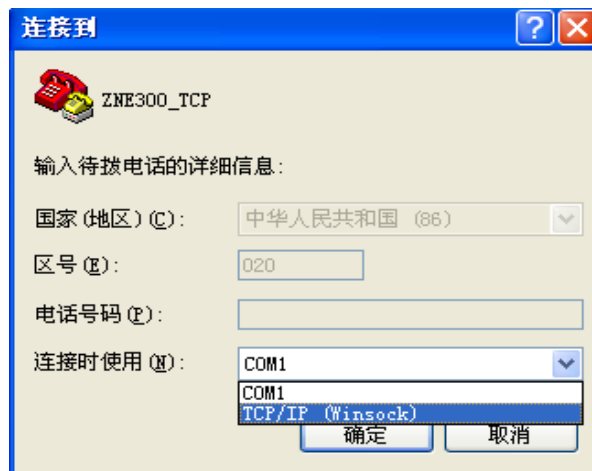 连接到
ZNE300_TCP
输入待拨电话的详细信息:
国家(地区)(C): 中华人民共和国 (86)
区号(E): 020
电话号码(P):
连接时使用(N): COM1
COM1
TCP/IP (Winsock)
确定 取消